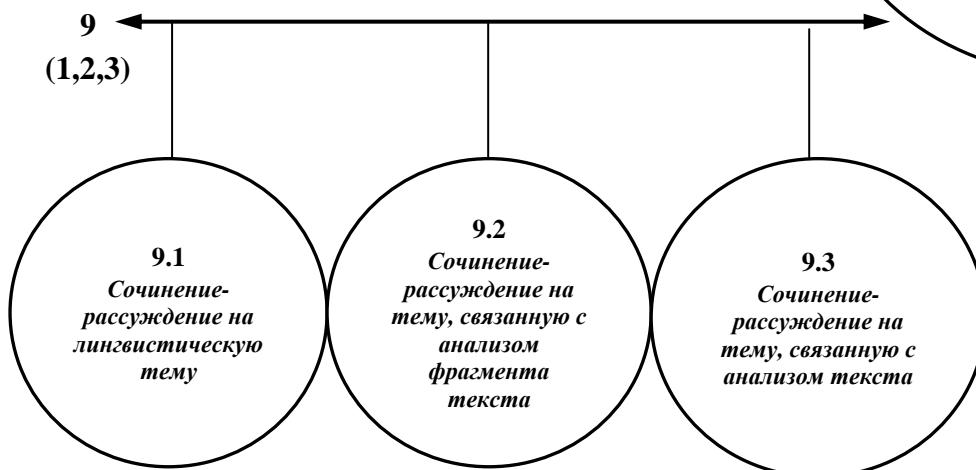 9
(1,2,3)
9.1
Сочинение-
рассуждение на
лингвистическую
тему
9.2
Сочинение-
рассуждение на
тему, связанную с
анализом
фрагмента
текста
9.3
Сочинение-
рассуждение на
тему, связанную с
анализом текста